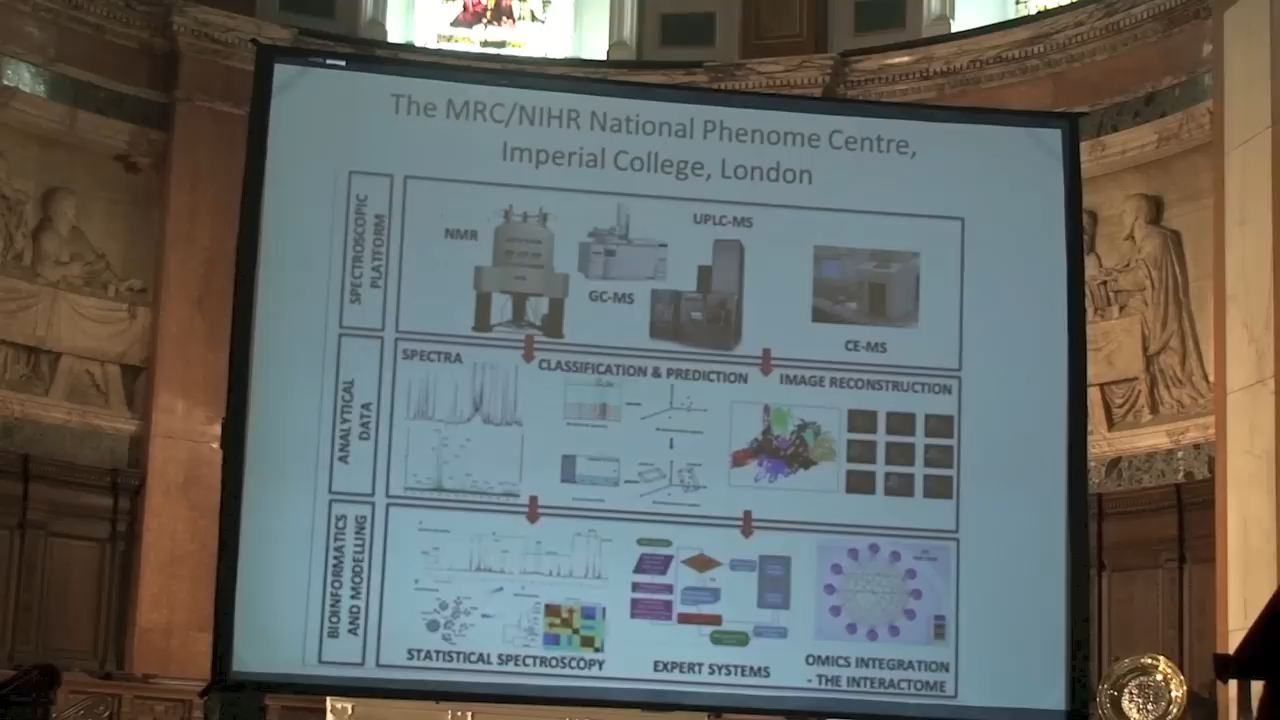 The MRC/NIHR National Phenome Centre,
Imperial College, London
SPECTROSCOPIC
PLATFORM
NMR
GC-MS
UPLC-MS
CE-MS
ANALYTICAL
DATA
SPECTRA
CLASSIFICATION & PREDICTION
IMAGE RECONSTRUCTION
BIOINFORMATICS
AND MODELLING
STATISTICAL SPECTROSCOPY
EXPERT SYSTEMS
OMICS INTEGRATION
- THE INTERACTOME